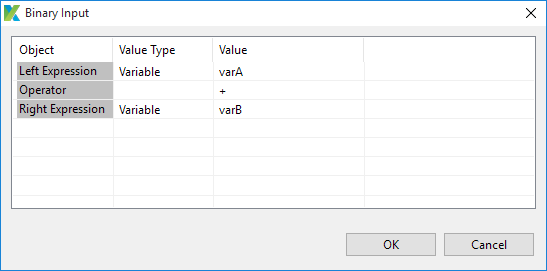 Binary Input
Object Value Type Value
Left Expression Variable varA
Operator +
Right Expression Variable varB
OK Cancel